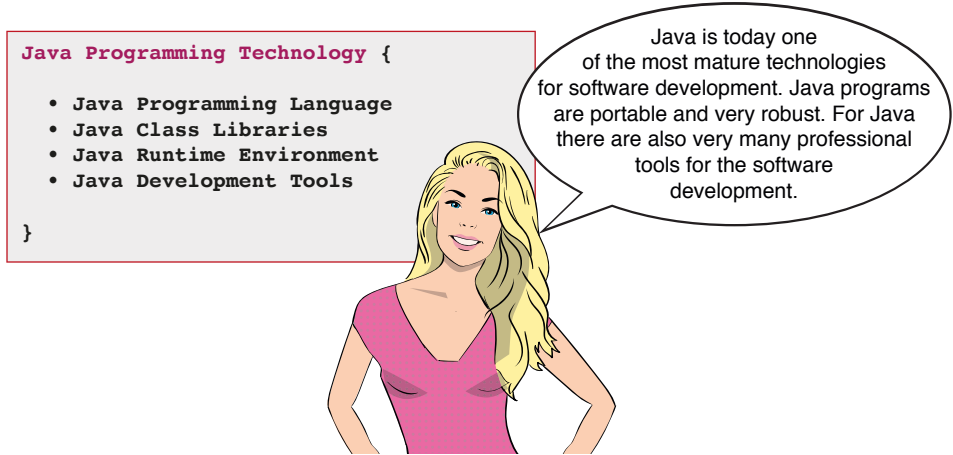 Java Programming Technology {
• Java Programming Language
• Java Class Libraries
• Java Runtime Environment
• Java Development Tools
}
Java is today one
of the most mature technologies
for software development. Java programs
are portable and very robust. For Java
there are also very many professional
tools for the software
development.